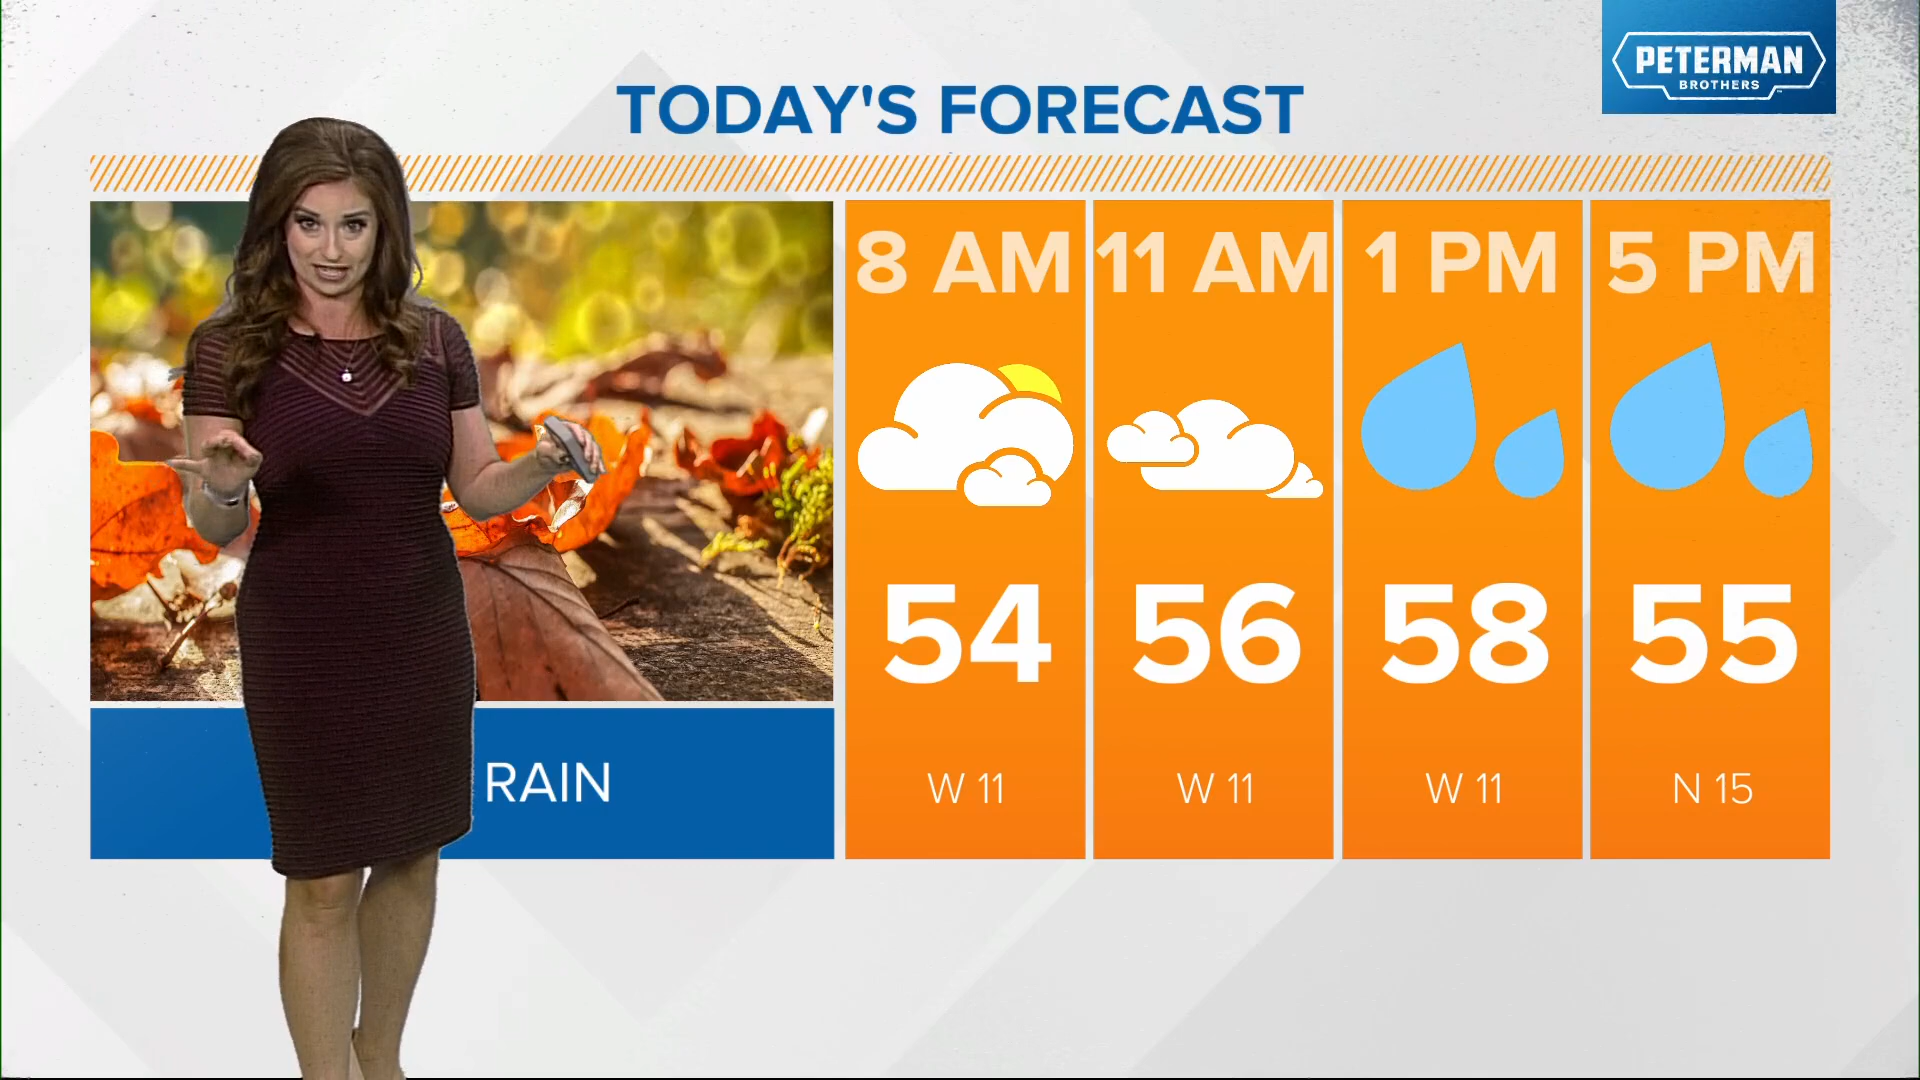 PETERMAN
BROTHERS
TODAY'S FORECAST
8 AM
11 AM
1 PM
5 PM
54
56
58
55
W 11
W 11
W 11
N 15
RAIN